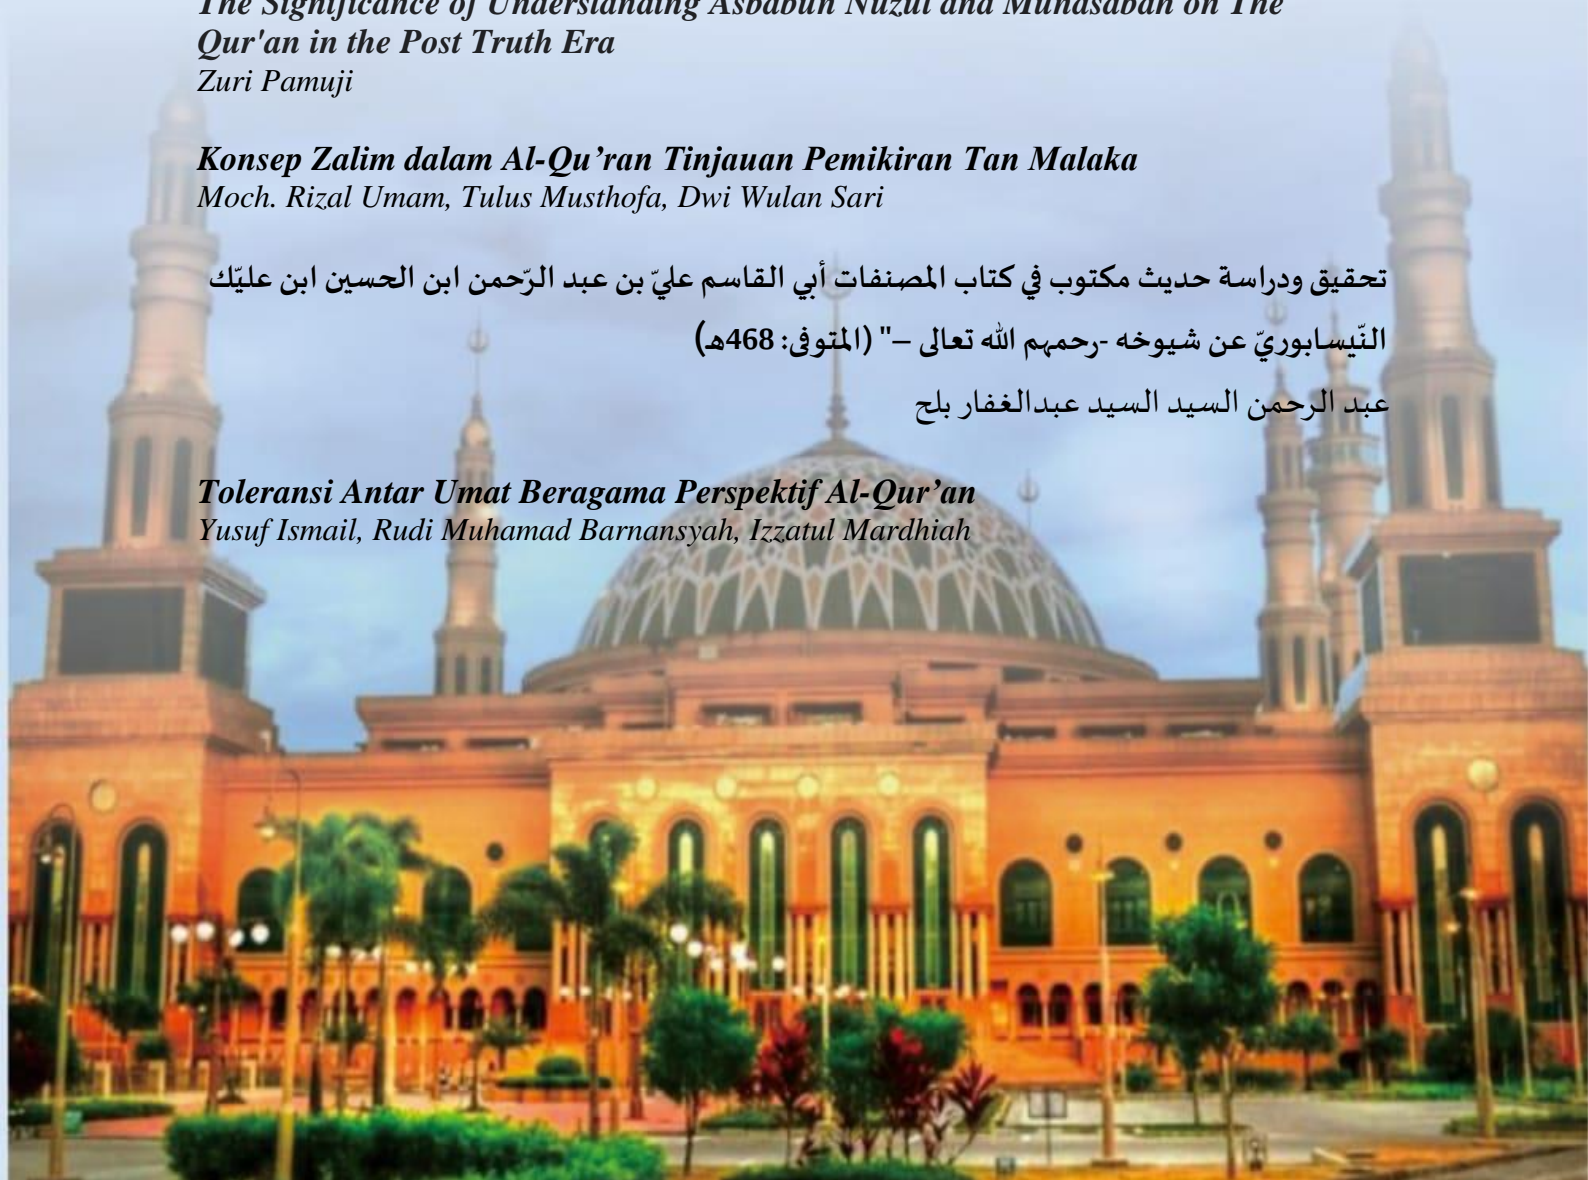 The Significance of Understanding Asbabun Nuzul and Munasabah on The
Qur'an in the Post Truth Era
Zuri Pamuji
Konsep Zalim dalam Al-Qu’ran Tinjauan Pemikiran Tan Malaka
Moch. Rizal Umam, Tulus Musthofa, Dwi Wulan Sari
تحقيق ودراسة حديث مكتوب في كتاب المصنفات أبي القاسم عليّ بن عبد الرّحمن ابن الحسين ابن عليّك
النّيسابوريّ عن شيوخه -رحمهم الله تعالى –" (المتوفى: 468هـ)
عبد الرحمن السيد السيد عبدالغفار بلح
Toleransi Antar Umat Beragama Perspektif Al-Qur’an
Yusuf Ismail, Rudi Muhamad Barnansyah, Izzatul Mardhiah